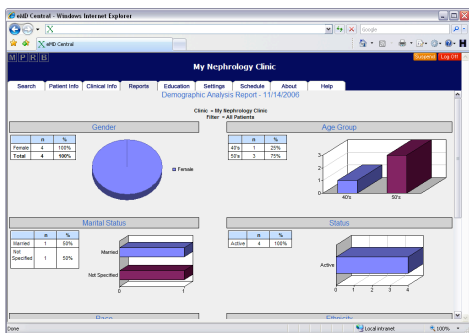 eMD Central - Windows Internet Explorer
Google
eMD Central
M P R B
Suspend Log Off
My Nephrology Clinic
Search Patient Info Clinical Info Reports Education Settings Schedule About Help
Demographic Analysis Report - 11/14/2006
Clinic = My Nephrology Clinic
Filter = All Patients
Gender
n %
Female 4 100%
Total 4 100%
Female
Age Group
n %
40's 1 25%
50's 3 75%
3
2
1
0
40's 50's
Marital Status
n %
Married 1 50%
Not Specified 1 50%
Married
Not Specified
0 1
Status
n %
Active 4 100%
Active
0 1 2 3 4
Race
Ethnicity
Done
Local intranet
100%